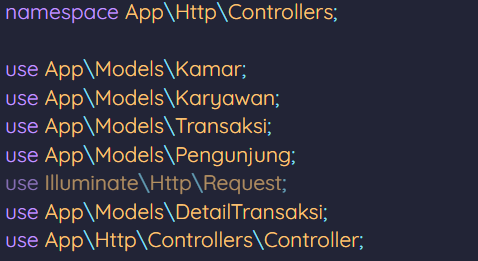 namespace App\Http\Controllers;
use App\Models\Kamar;
use App\Models\Karyawan;
use App\Models\Transaksi;
use App\Models\Pengunjung;
use Illuminate\Http\Request;
use App\Models\DetailTransaksi;
use App\Http\Controllers\Controller;